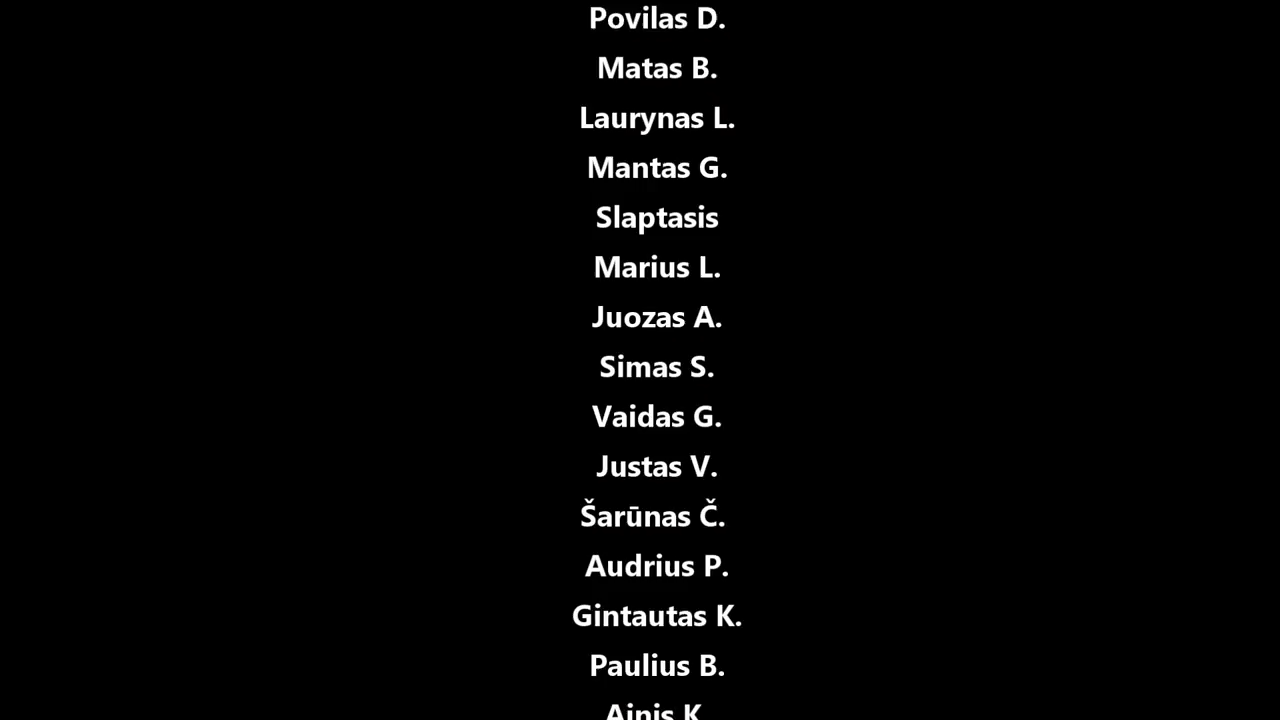 Povilas D.
Matas B.
Laurynas L.
Mantas G.
Slaptasis
Marius L.
Juozas A.
Simas S.
Vaidas G.
Justas V.
Šarūnas Č.
Audrius P.
Gintautas K.
Paulius B.